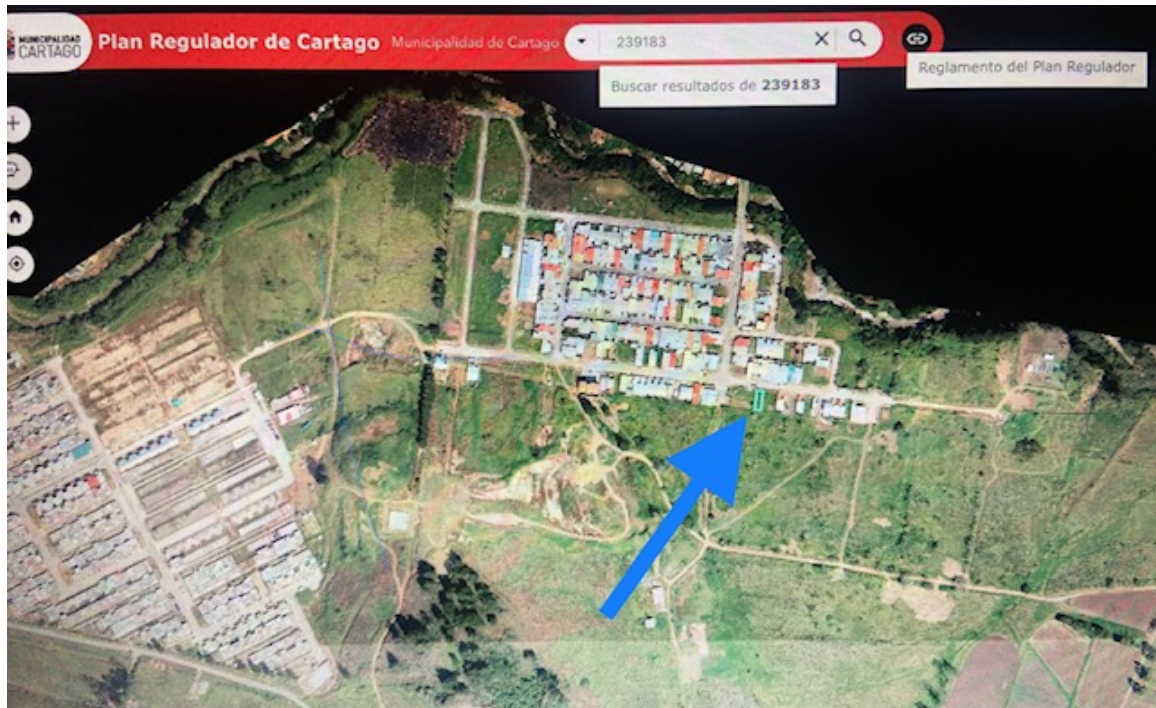 MUNICIPALIDAD
CARTAGO
Plan Regulador de Cartago
Municipalidad de Cartago
239183
Reglamento del Plan Regulador
Buscar resultados de 239183